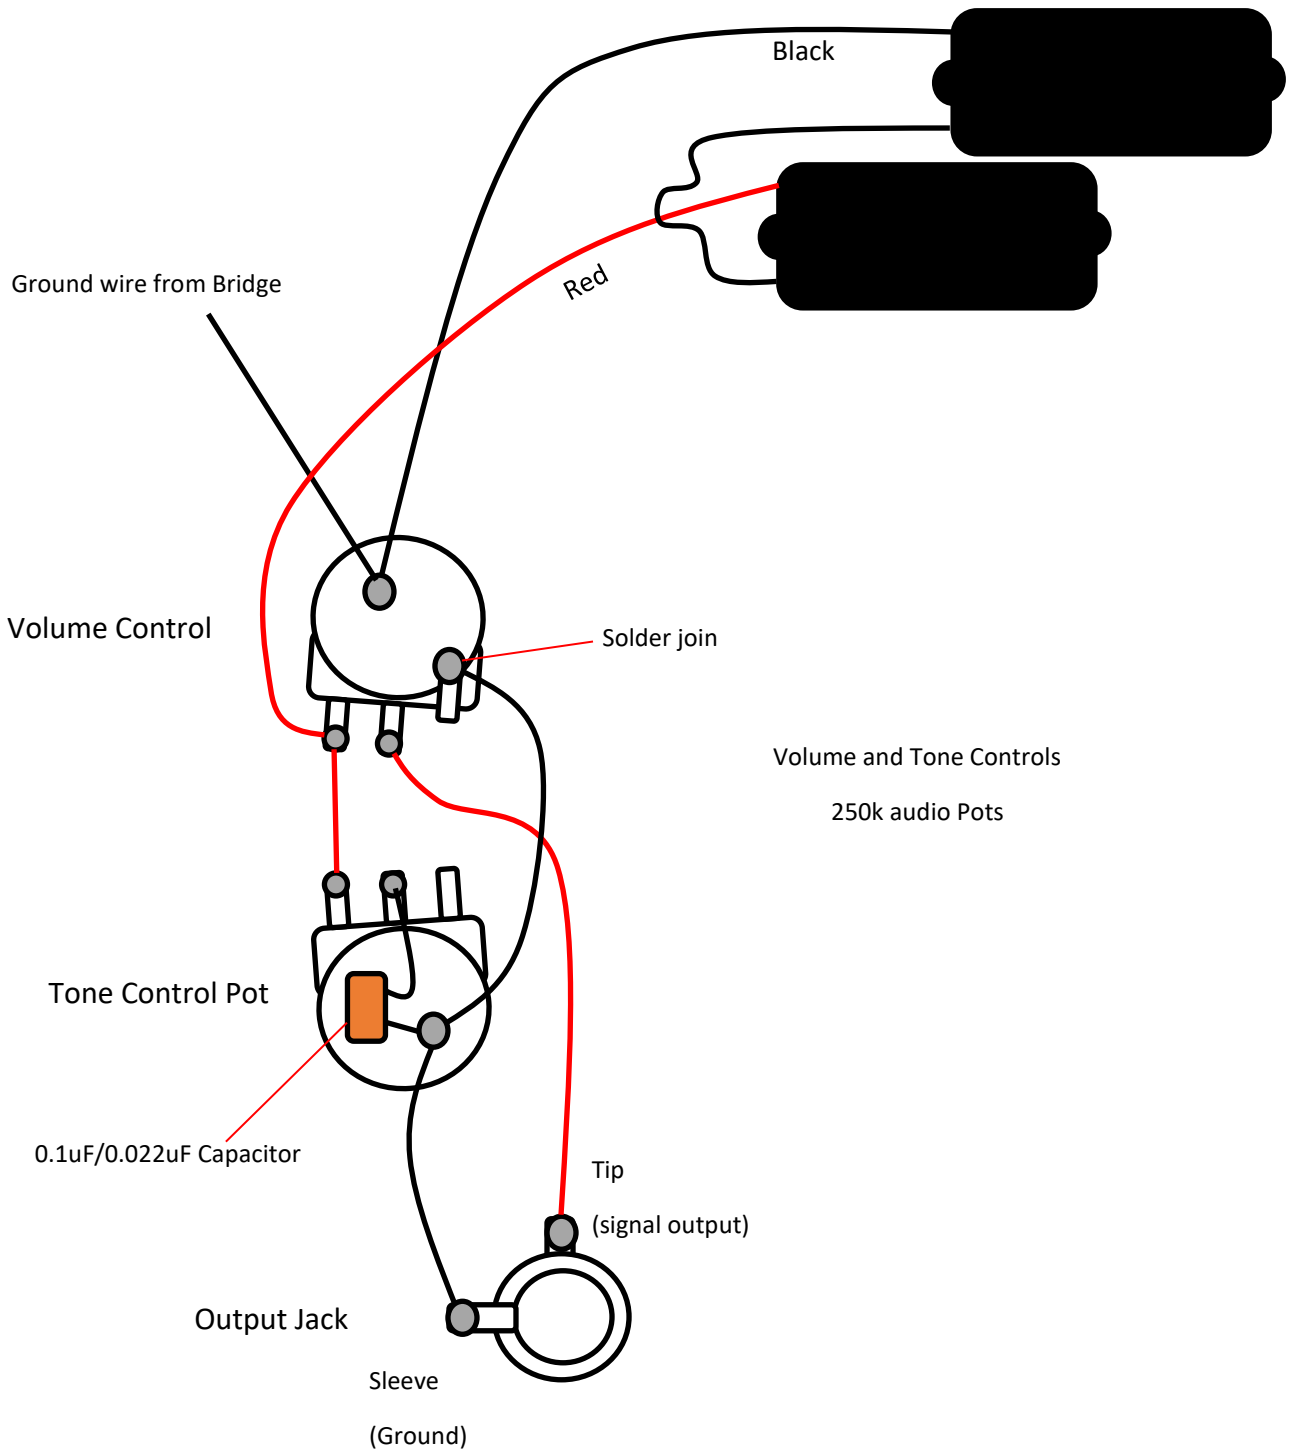 Black
Ground wire from Bridge
Red
Volume Control
Solder join
Volume and Tone Controls
250k audio Pots
Tone Control Pot
0.1uF/0.022uF Capacitor
Tip
(signal output)
Output Jack
Sleeve
(Ground)